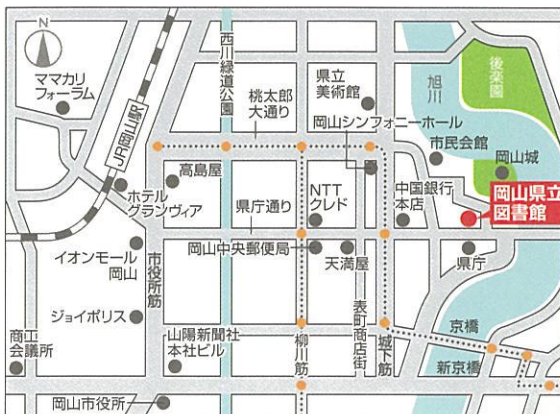 N
ママカリ
フォーラム
JR岡山駅
西川緑道公園
桃太郎
大通り
県立
美術館
岡山シンフォニーホール
旭川
後楽園
市民会館
岡山城
高島屋
ホテル
グランヴィア
県庁通り
NTT
クレド
中国銀行
本店
岡山県立
図書館
岡山中央郵便局
天満屋
県庁
イオンモール
岡山
市役所筋
ジョイポリス
表町商店街
城下筋
京橋
商工
会議所
山陽新聞社
本社ビル
柳川筋
新京橋
岡山市役所